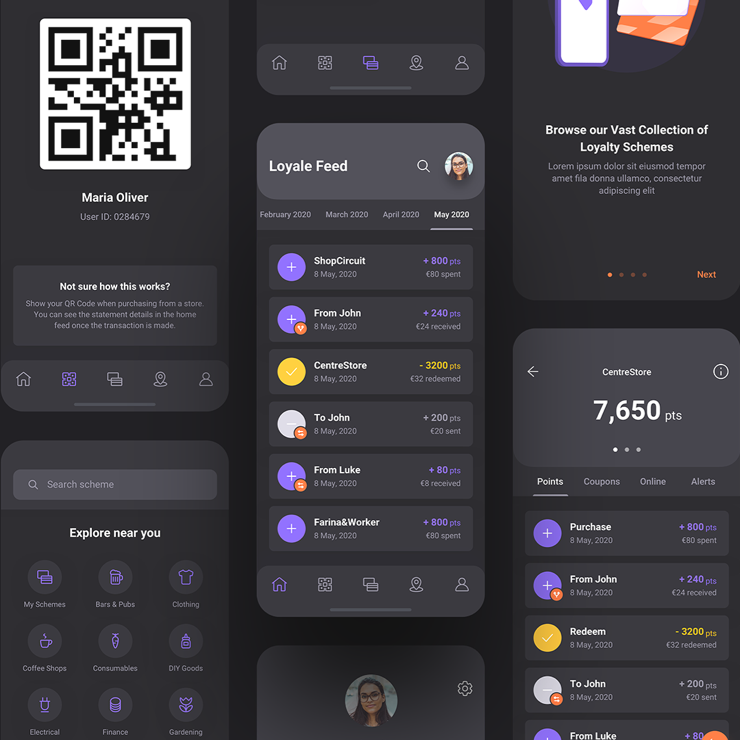 Maria Oliver
User ID: 0284679
Not sure how this works?
Show your QR Code when purchasing from a store.
You can see the statement details in the home
feed once the transaction is made.
Search scheme
Explore near you
My Schemes
Bars & Pubs
Clothing
Coffee Shops
Consumables
DIY Goods
Electrical
Finance
Gardening
Loyale Feed
February 2020
March 2020
April 2020
May 2020
ShopCircuit
+ 800 pts
8 May, 2020
€80 spent
From John
+ 240 pts
8 May, 2020
€24 received
CentreStore
- 3200 pts
8 May, 2020
€32 redeemed
To John
+ 200 pts
8 May, 2020
€20 sent
From Luke
+ 80 pts
8 May, 2020
€8 received
Farina&Worker
+ 800 pts
8 May, 2020
€80 spent
Browse our Vast Collection of
Loyalty Schemes
Lorem ipsum dolor sit eiusmod tempor
amet fila donna ullamco, consectetur
adipiscing elit
Next
CentreStore
7,650 pts
Points
Coupons
Online
Alerts
Purchase
+ 800 pts
8 May, 2020
€80 spent
From John
+ 240 pts
8 May, 2020
€24 received
Redeem
- 3200 pts
8 May, 2020
€32 redeemed
To John
+ 200 pts
8 May, 2020
€20 sent
From Luke
+ 80